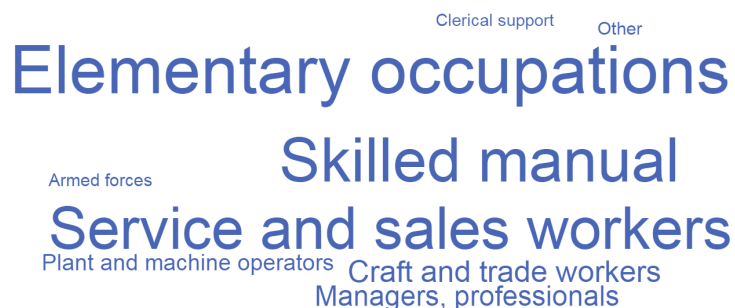 Clerical support
Other
Elementary occupations
Skilled manual
Armed forces
Service and sales workers
Plant and machine operators
Craft and trade workers
Managers, professionals